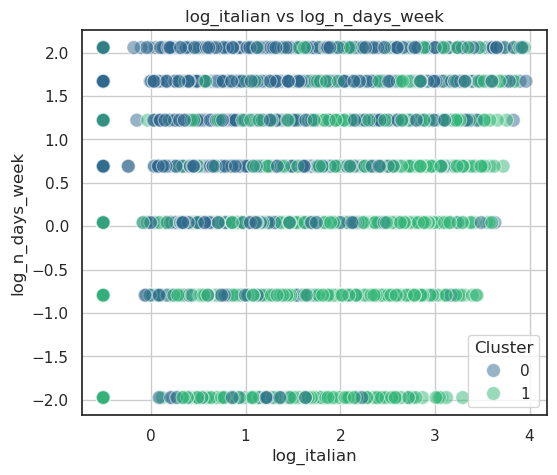 log_italian vs log_n_days_week
2.0
1.5
1.0
0.5
0.0
−0.5
−1.0
−1.5
−2.0
log_n_days_week
Cluster
0
1
0 1 2 3 4
log_italian